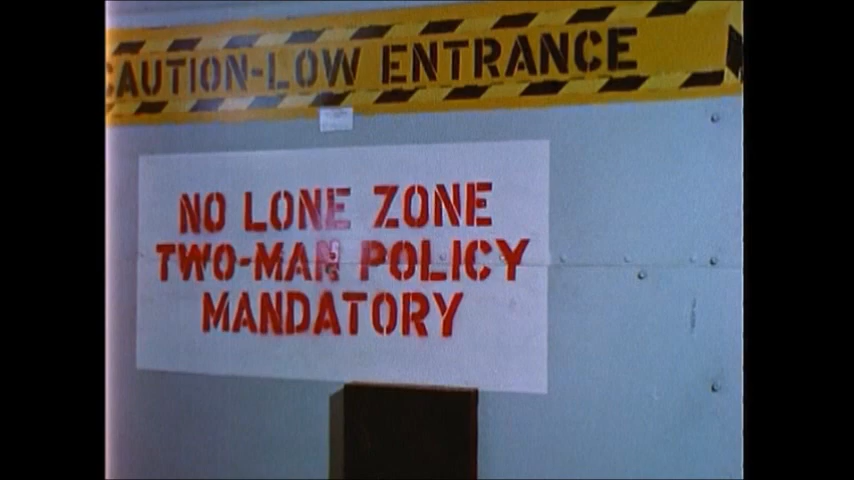 CAUTION-LOW ENTRANCE
NO LONE ZONE
TWO-MAN POLICY
MANDATORY